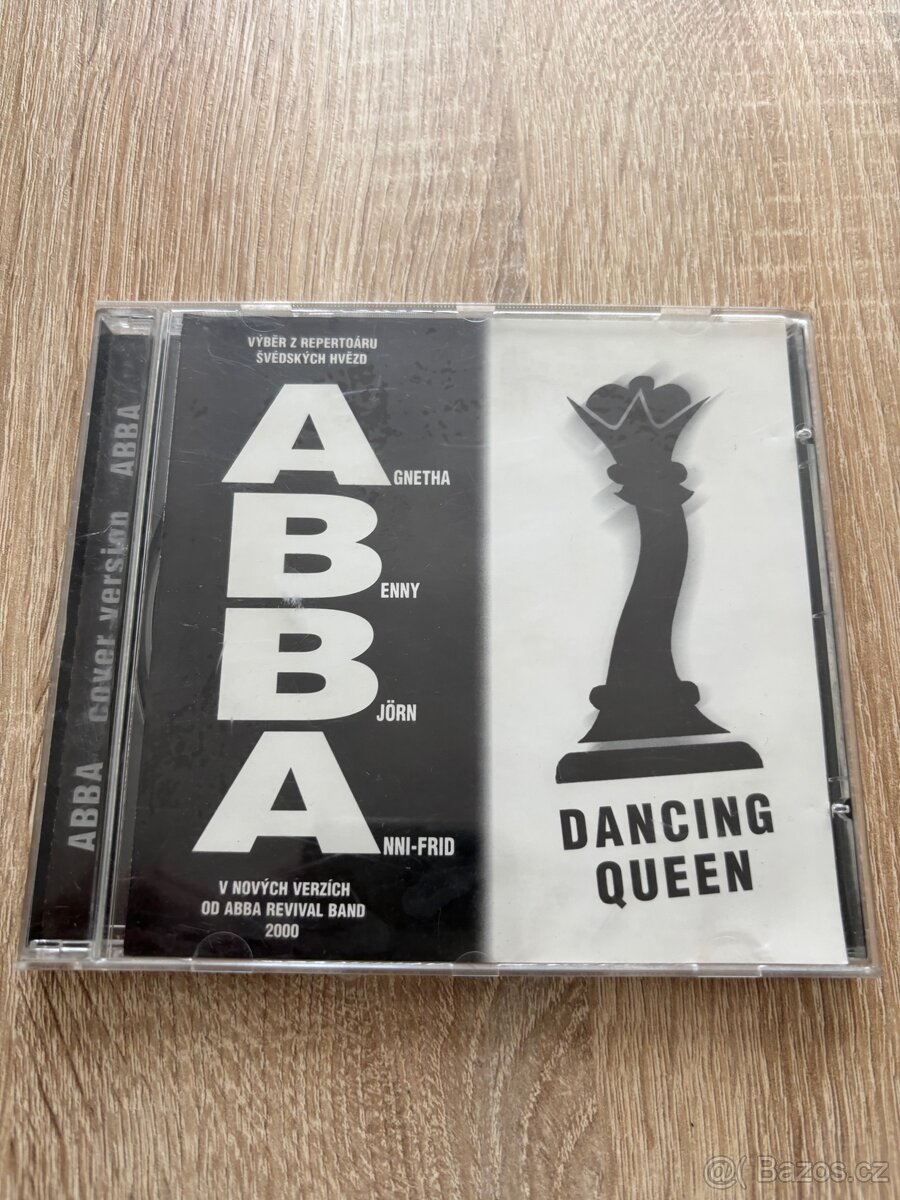 VÝBĚR Z REPERTOÁRU
ŠVÉDSKÝCH HVĚZD
AGNETHA
BENNY
BJÖRN
ANNI-FRID
V NOVÝCH VERZÍCH
OD ABBA REVIVAL BAND
2000
DANCING
QUEEN
ABBA cover version ABBA
@( Bazos.cz